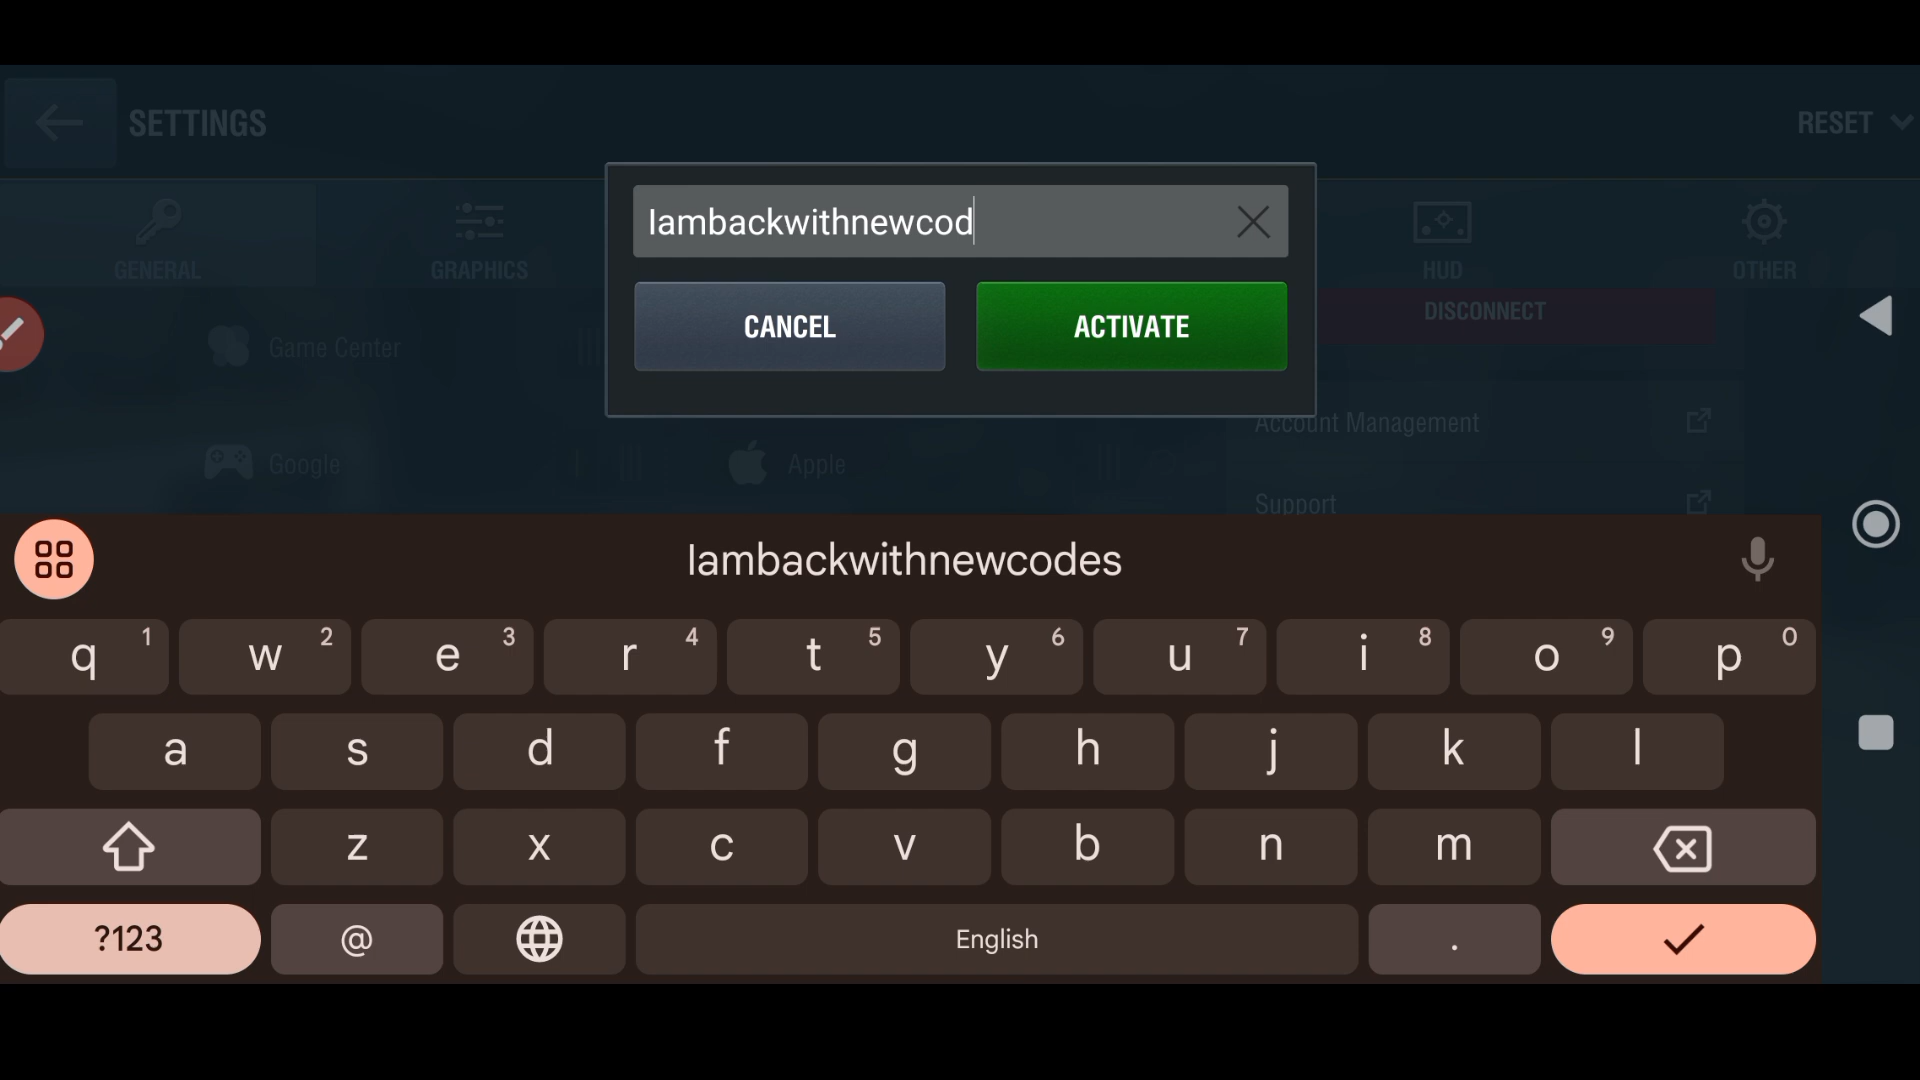 SETTINGS
RESET
Iambackwithnewcod
GENERAL
GRAPHICS
HUD
OTHER
CANCEL
ACTIVATE
DISCONNECT
Game Center
Account Management
Google
Apple
Support
Iambackwithnewcodes
q 1 w 2 e 3 r 4 t 5 y 6 u 7 i 8 o 9 p 0
a s d f g h j k l
z x c v b n m
?123 @ English .